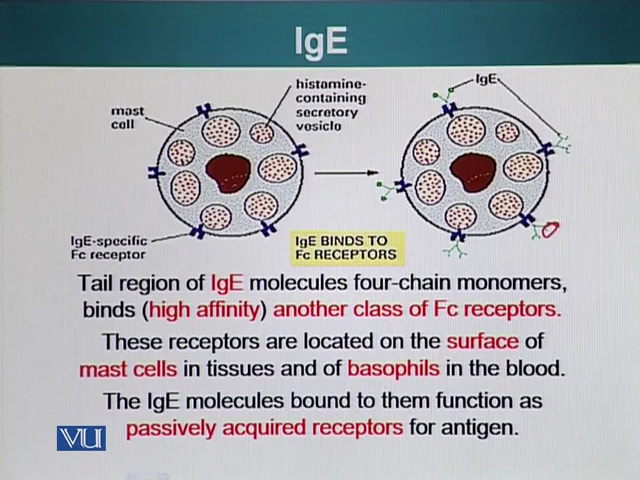 IgE
mast
cell
histamine-
containing
secretory
vesicle
IgE
IgE-specific
Fc receptor
IgE BINDS TO
Fc RECEPTORS
Tail region of IgE molecules four-chain monomers,
binds (high affinity) another class of Fc receptors.
These receptors are located on the surface of
mast cells in tissues and of basophils in the blood.
The IgE molecules bound to them function as
passively acquired receptors for antigen.
VU